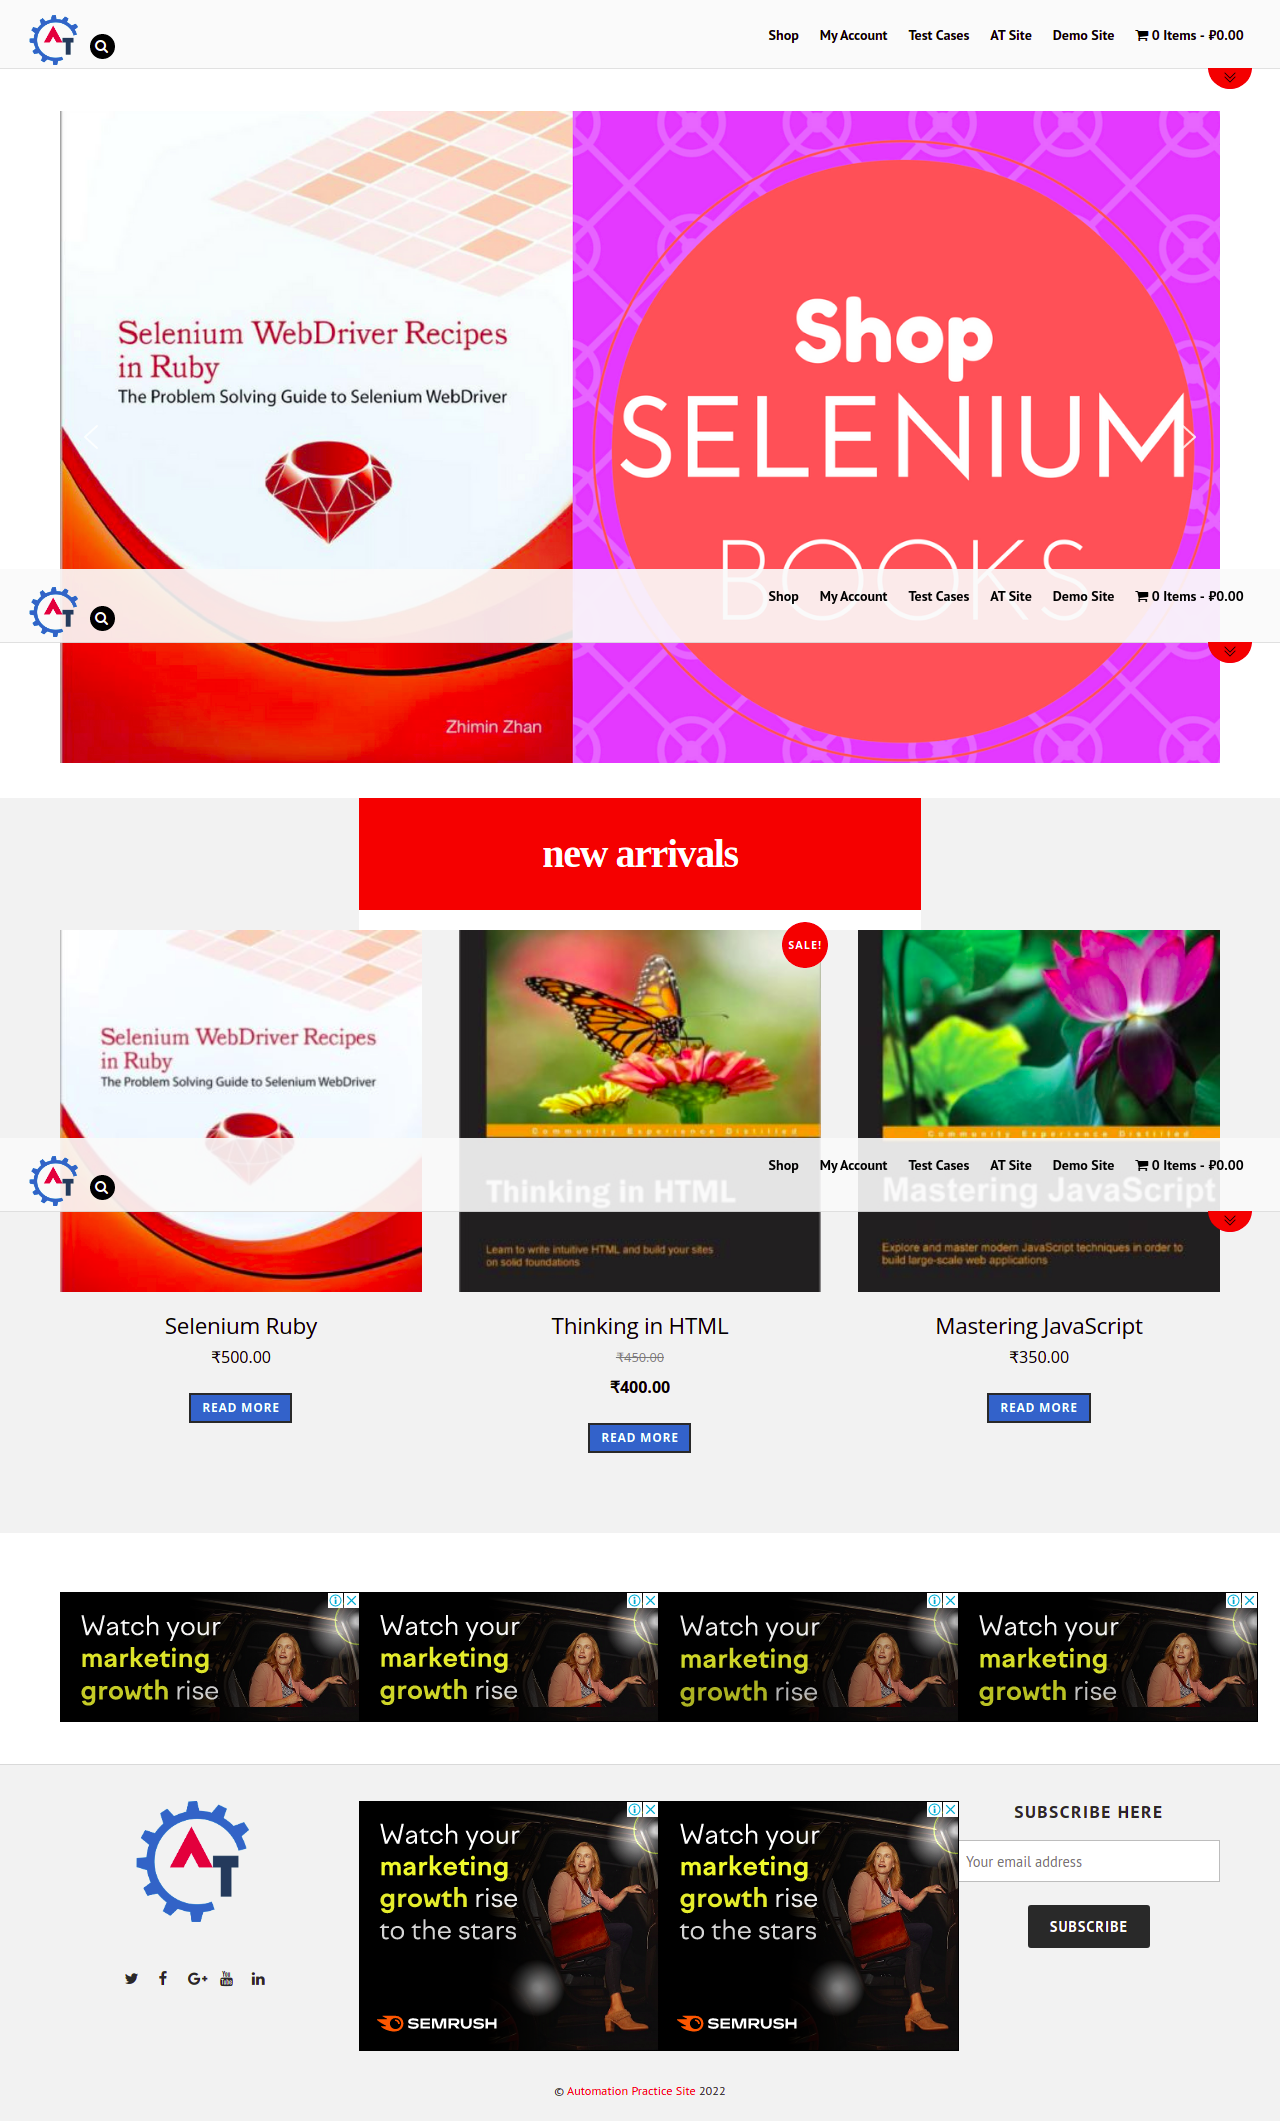 AT
Shop My Account Test Cases AT Site Demo Site 0 Items - ₽0.00
Selenium WebDriver Recipes
in Ruby
The Problem Solving Guide to Selenium WebDriver
Shop
SELENIUM
BOOKS
AT
Shop My Account Test Cases AT Site Demo Site 0 Items - ₽0.00
Zhimin Zhan
new arrivals
SALE!
Selenium WebDriver Recipes
in Ruby
The Problem Solving Guide to Selenium WebDriver
Community Experience Distilled
Community Experience Distilled
AT
Shop My Account Test Cases AT Site Demo Site 0 Items - ₽0.00
Thinking in HTML
Mastering JavaScript
Learn to write intuitive HTML and build your sites
on solid foundations
Explore and master modern JavaScript techniques in order to
build large-scale web applications
Selenium Ruby
₹500.00
READ MORE
Thinking in HTML
₹450.00
₹400.00
READ MORE
Mastering JavaScript
₹350.00
READ MORE
Watch your
marketing
growth rise
Watch your
marketing
growth rise
Watch your
marketing
growth rise
Watch your
marketing
growth rise
AT
Watch your
marketing
growth rise
to the stars
SEMRUSH
Watch your
marketing
growth rise
to the stars
SEMRUSH
SUBSCRIBE HERE
Your email address
SUBSCRIBE
© Automation Practice Site 2022